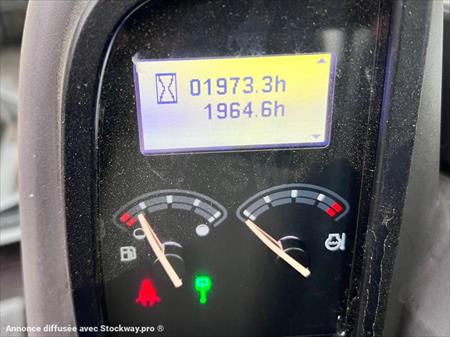 01973.3h
1964.6h
Annonce diffusée avec Stockway.pro ®